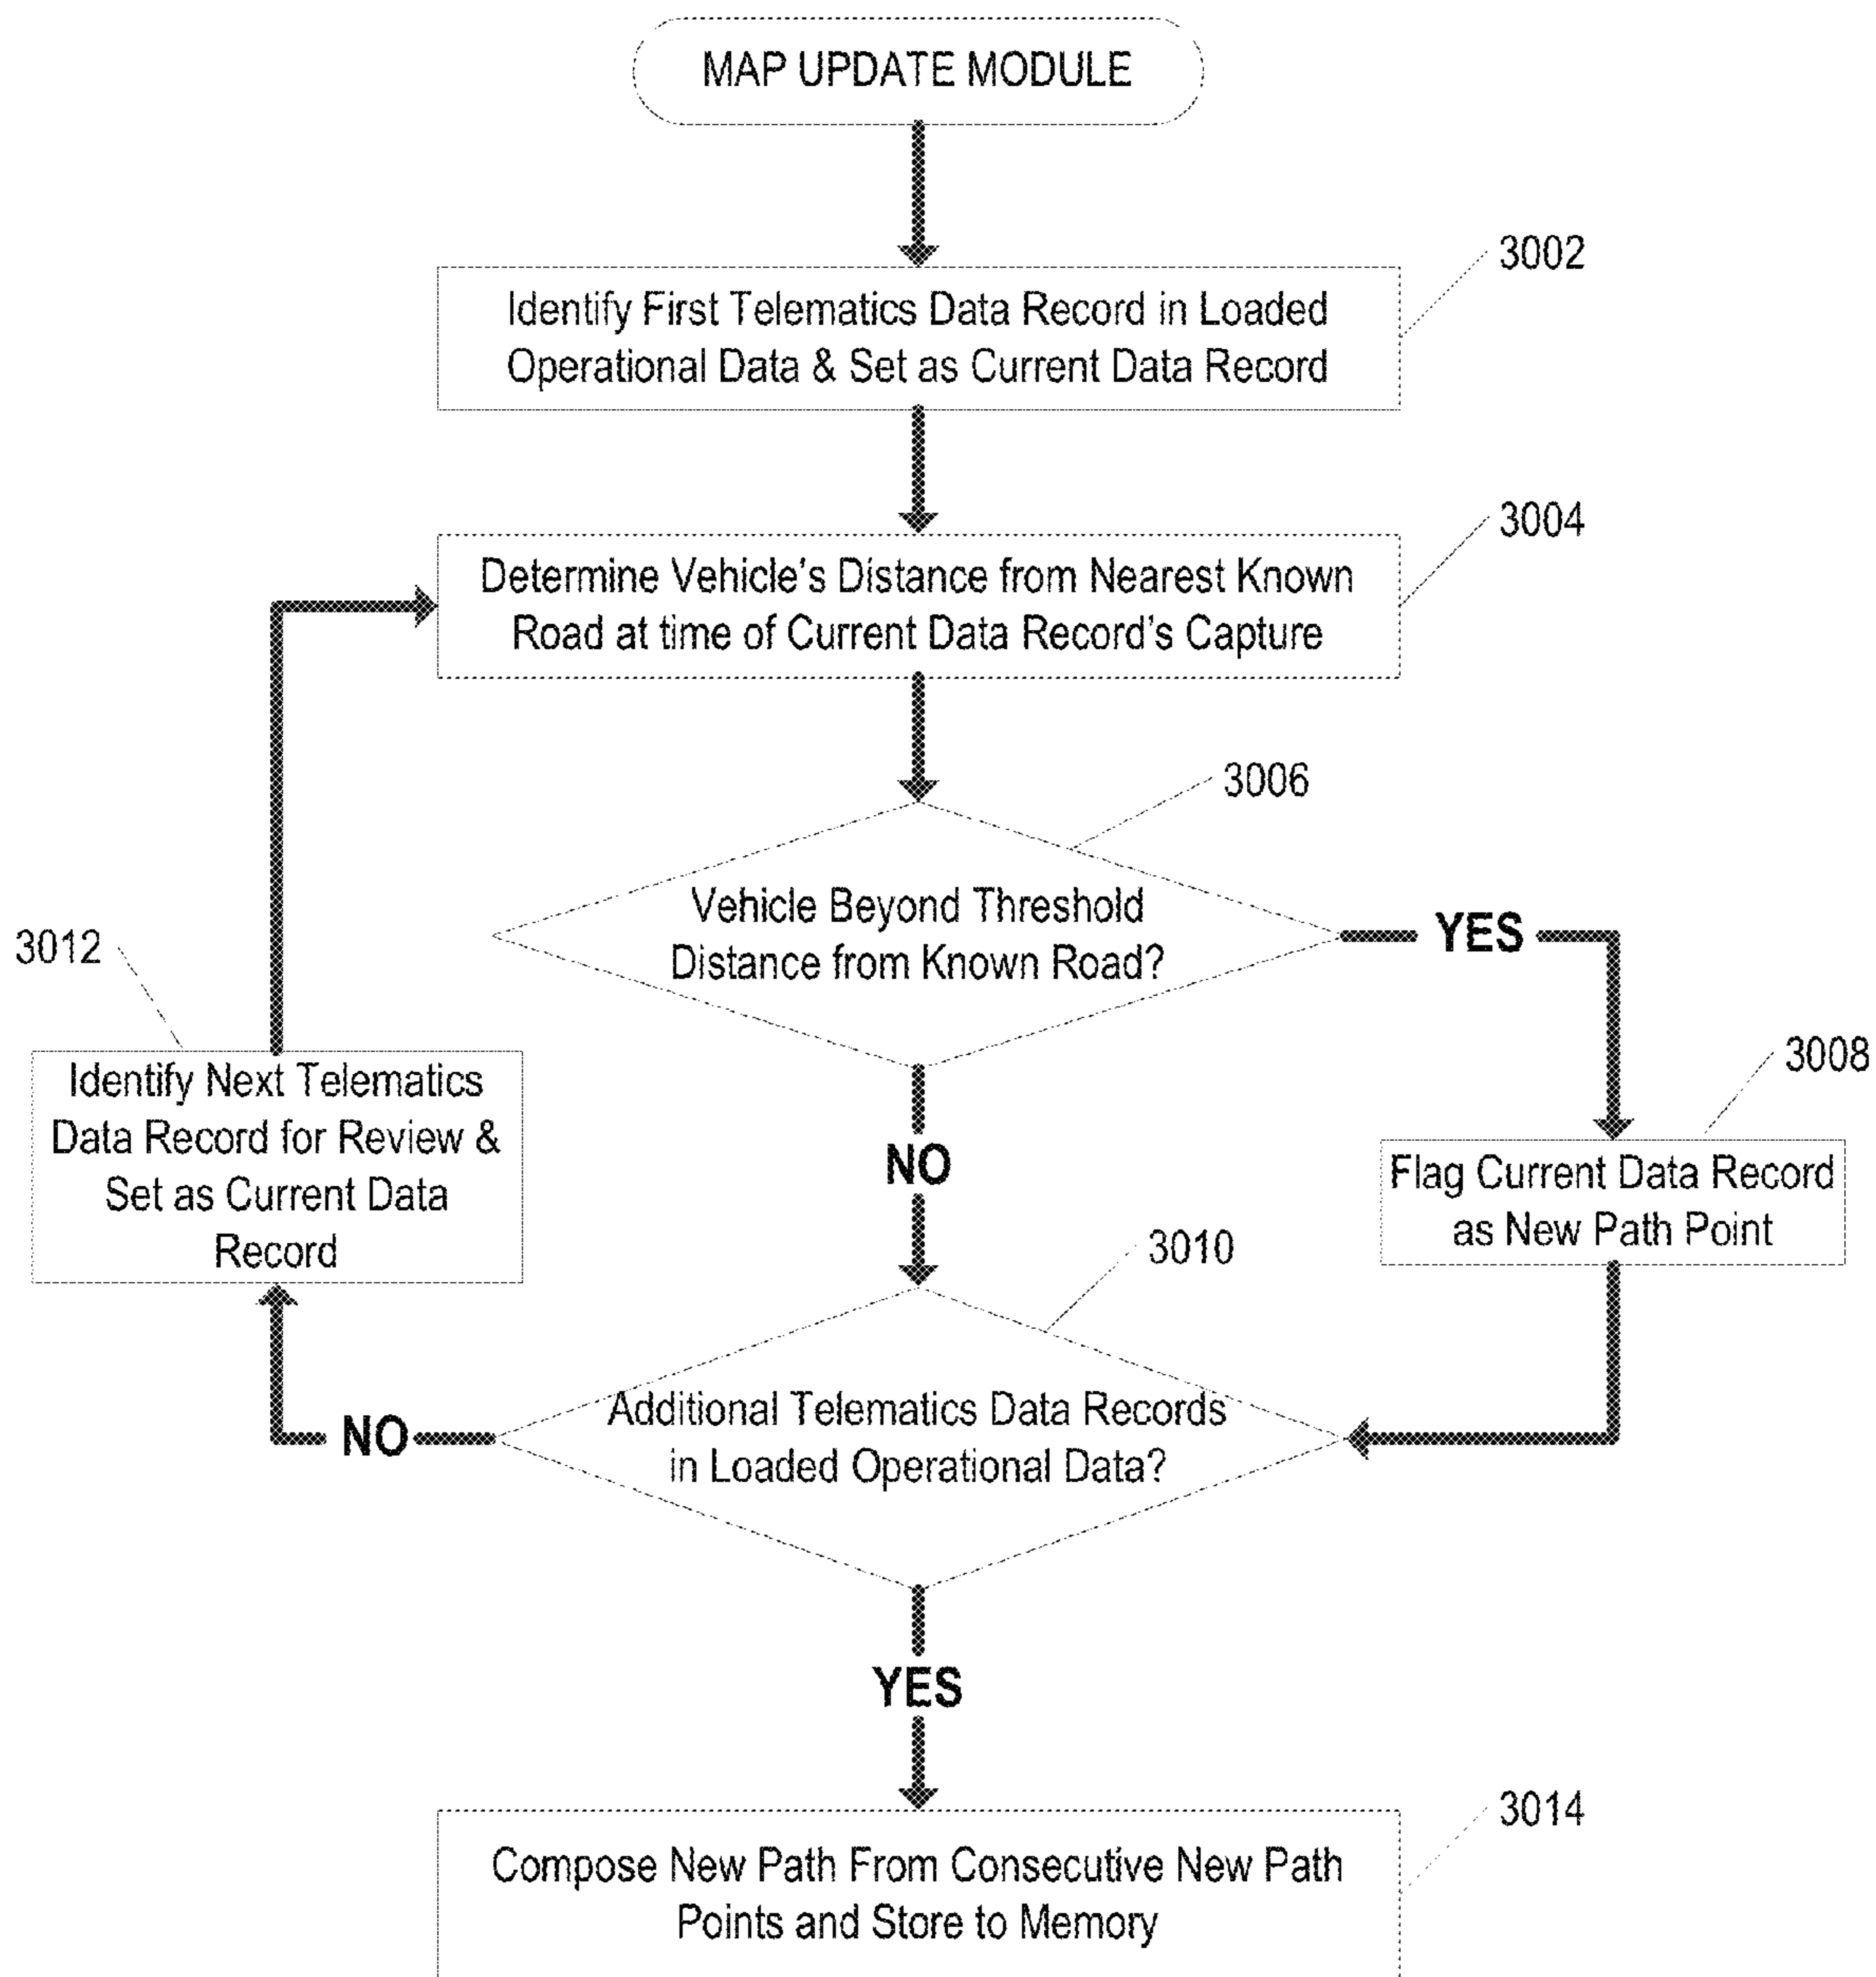 MAP UPDATE MODULE
3002
Identify First Telematics Data Record in Loaded
Operational Data & Set as Current Data Record
3004
Determine Vehicle's Distance from Nearest Known
Road at time of Current Data Record's Capture
3006
Vehicle Beyond Threshold
Distance from Known Road?
YES
3012
Identify Next Telematics
Data Record for Review &
Set as Current Data
Record
NO
3008
Flag Current Data Record
as New Path Point
3010
Additional Telematics Data Records
in Loaded Operational Data?
NO
YES
3014
Compose New Path From Consecutive New Path
Points and Store to Memory